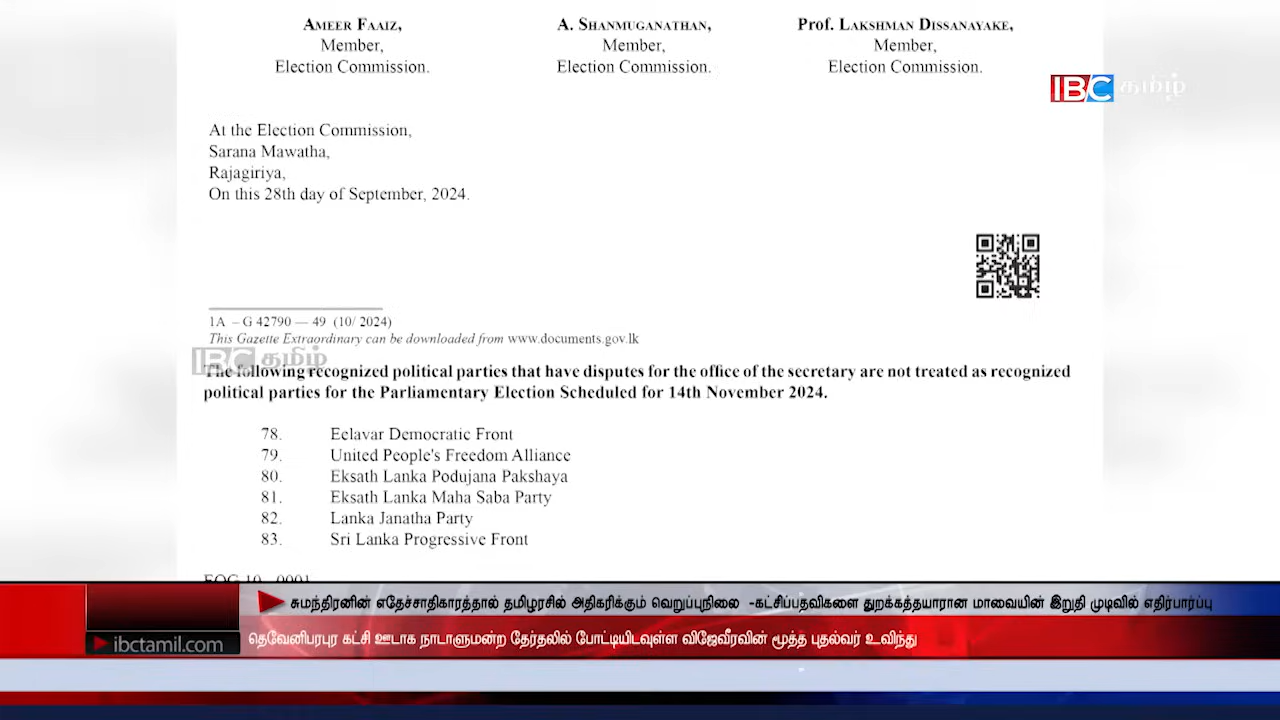 AMEER FAAIZ,
Member,
Election Commission.
A. SHANMUGANATHAN,
Member,
Election Commission.
Prof. LAKSHMAN DISSANAYAKE,
Member,
Election Commission.
IBC தமிழ்
At the Election Commission,
Sarana Mawatha,
Rajagiriya,
On this 28th day of September, 2024.
1A – G 42790 — 49 (10/ 2024)
This Gazette Extraordinary can be downloaded from www.documents.gov.lk
IBC தமிழ்
The following recognized political parties that have disputes for the office of the secretary are not treated as recognized
political parties for the Parliamentary Election Scheduled for 14th November 2024.
78. Eelavar Democratic Front
79. United People's Freedom Alliance
80. Eksath Lanka Podujana Pakshaya
81. Eksath Lanka Maha Saba Party
82. Lanka Janatha Party
83. Sri Lanka Progressive Front
EOG 10 - 0001
சுமந்திரனின் எதேச்சாதிகாரத்தால் தமிழரசில் அதிகரிக்கும் வெறுப்புநிலை -கட்சிப்பதவிகளை துறக்கத்தயாரான மாவையின் இறுதி முடிவில் எதிர்பார்ப்பு
ibctamil.com
தெவேனிபரபுர கட்சி ஊடாக நாடாளுமன்ற தேர்தலில் போட்டியிடவுள்ள விஜேவீரவின் மூத்த புதல்வர் உவிந்து